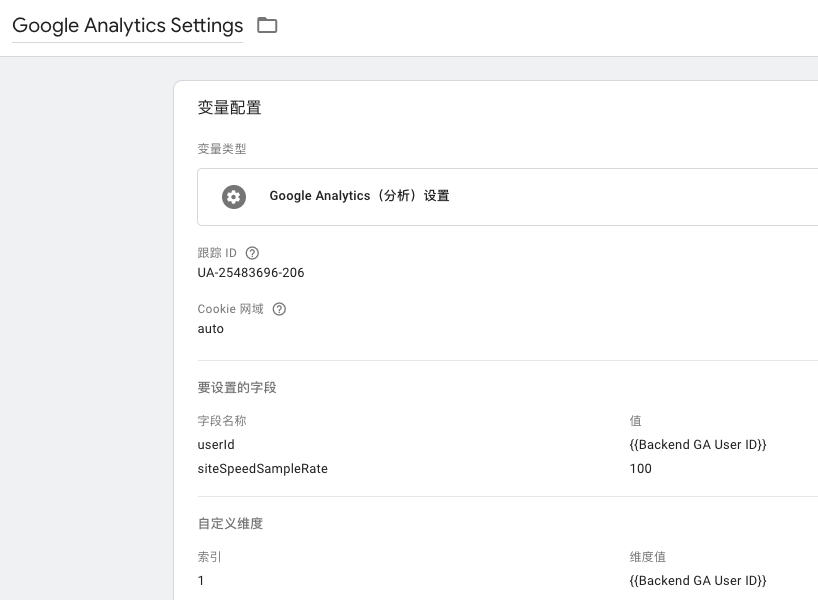 Google Analytics Settings
变量配置
变量类型
Google Analytics（分析）设置
跟踪 ID
UA-25483696-206
Cookie 网域
auto
要设置的字段
字段名称 值
userId {{Backend GA User ID}}
siteSpeedSampleRate 100
自定义维度
索引 维度值
1 {{Backend GA User ID}}